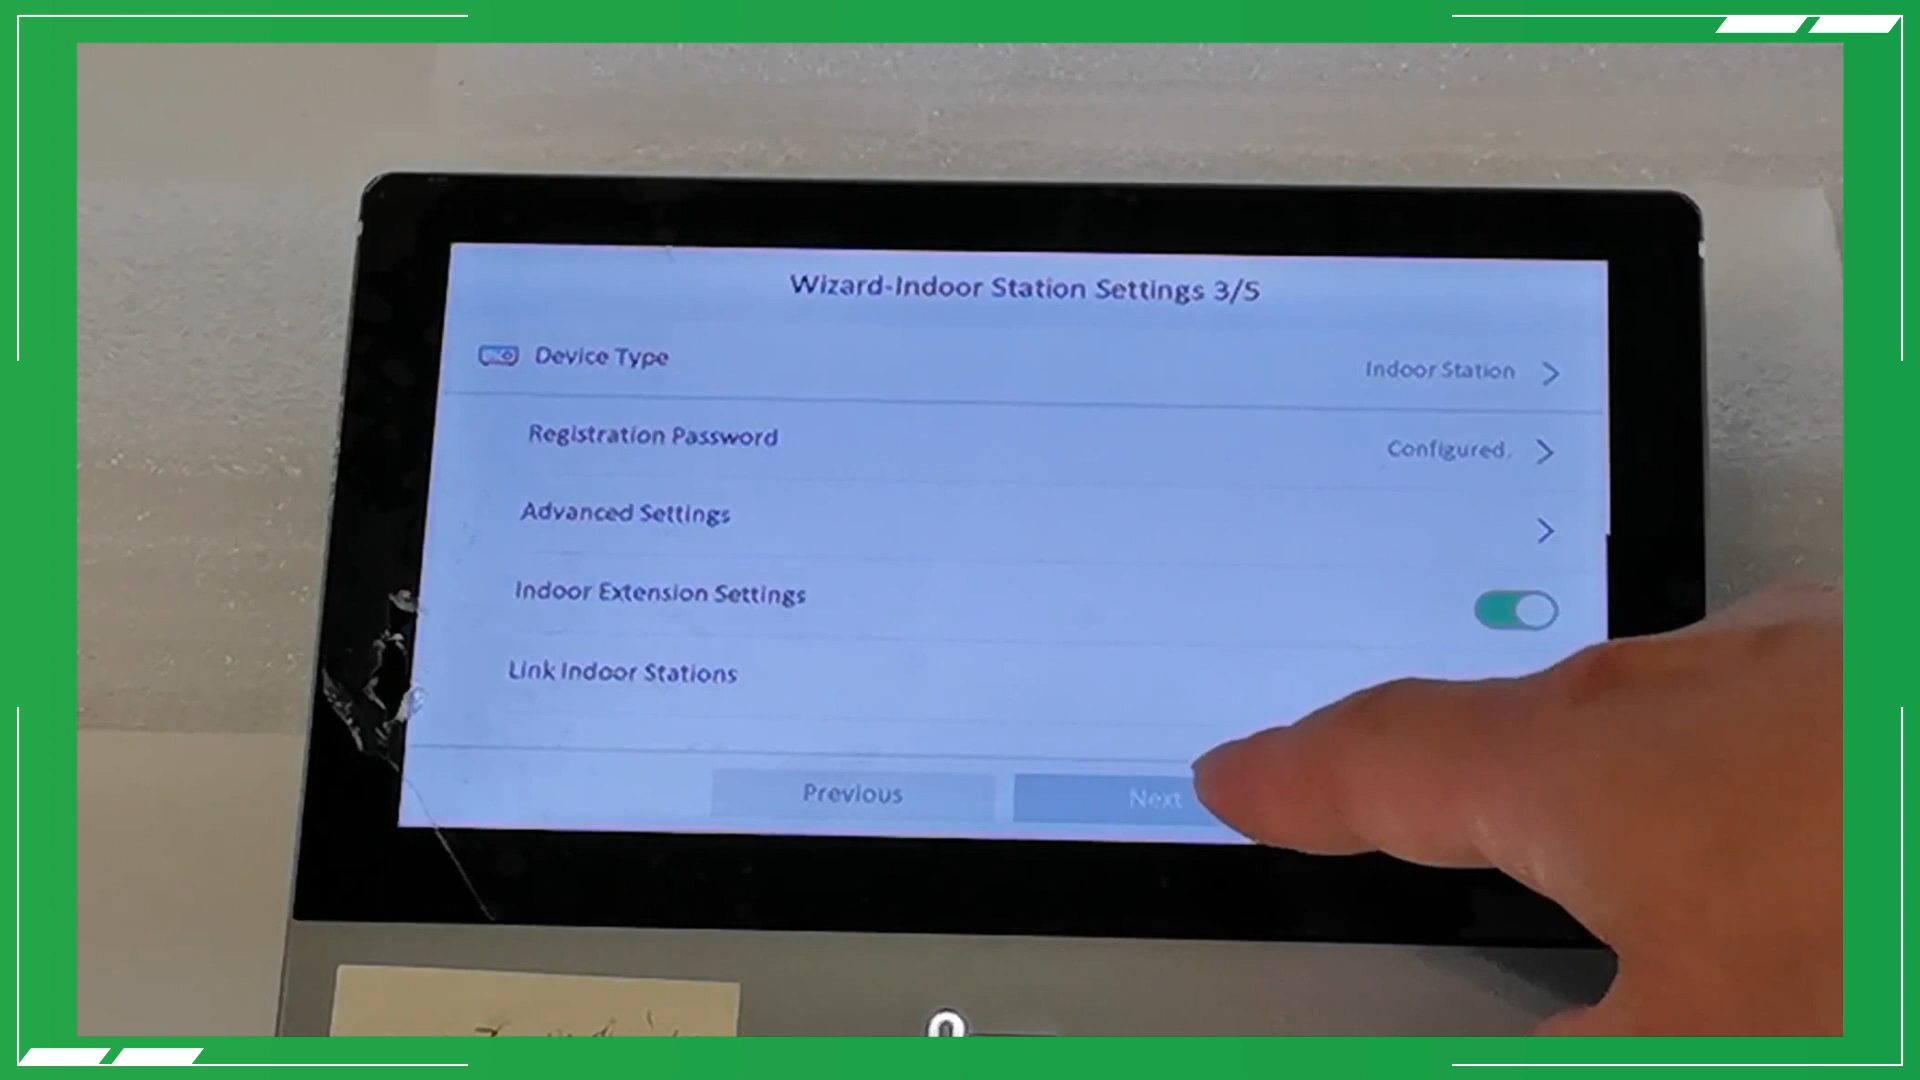 Wizard-Indoor Station Settings 3/5
Device Type
Indoor Station
Registration Password
Configured.
Advanced Settings
Indoor Extension Settings
Link Indoor Stations
Previous
Next